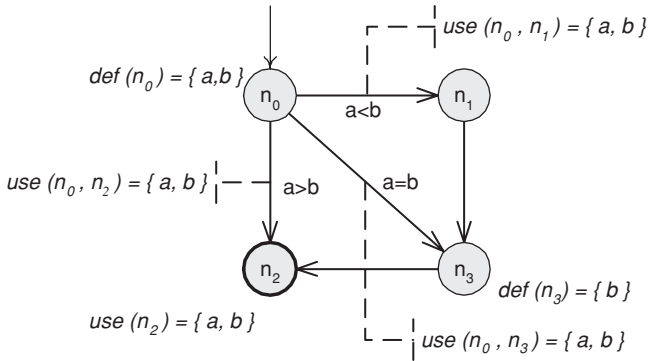 use (n0 , n1) = { a, b }
def (n0) = { a,b }
n0
n1
a<b
use (n0 , n2) = { a, b }
a>b
a=b
n2
n3
def (n3) = { b }
use (n2) = { a, b }
use (n0 , n3) = { a, b }